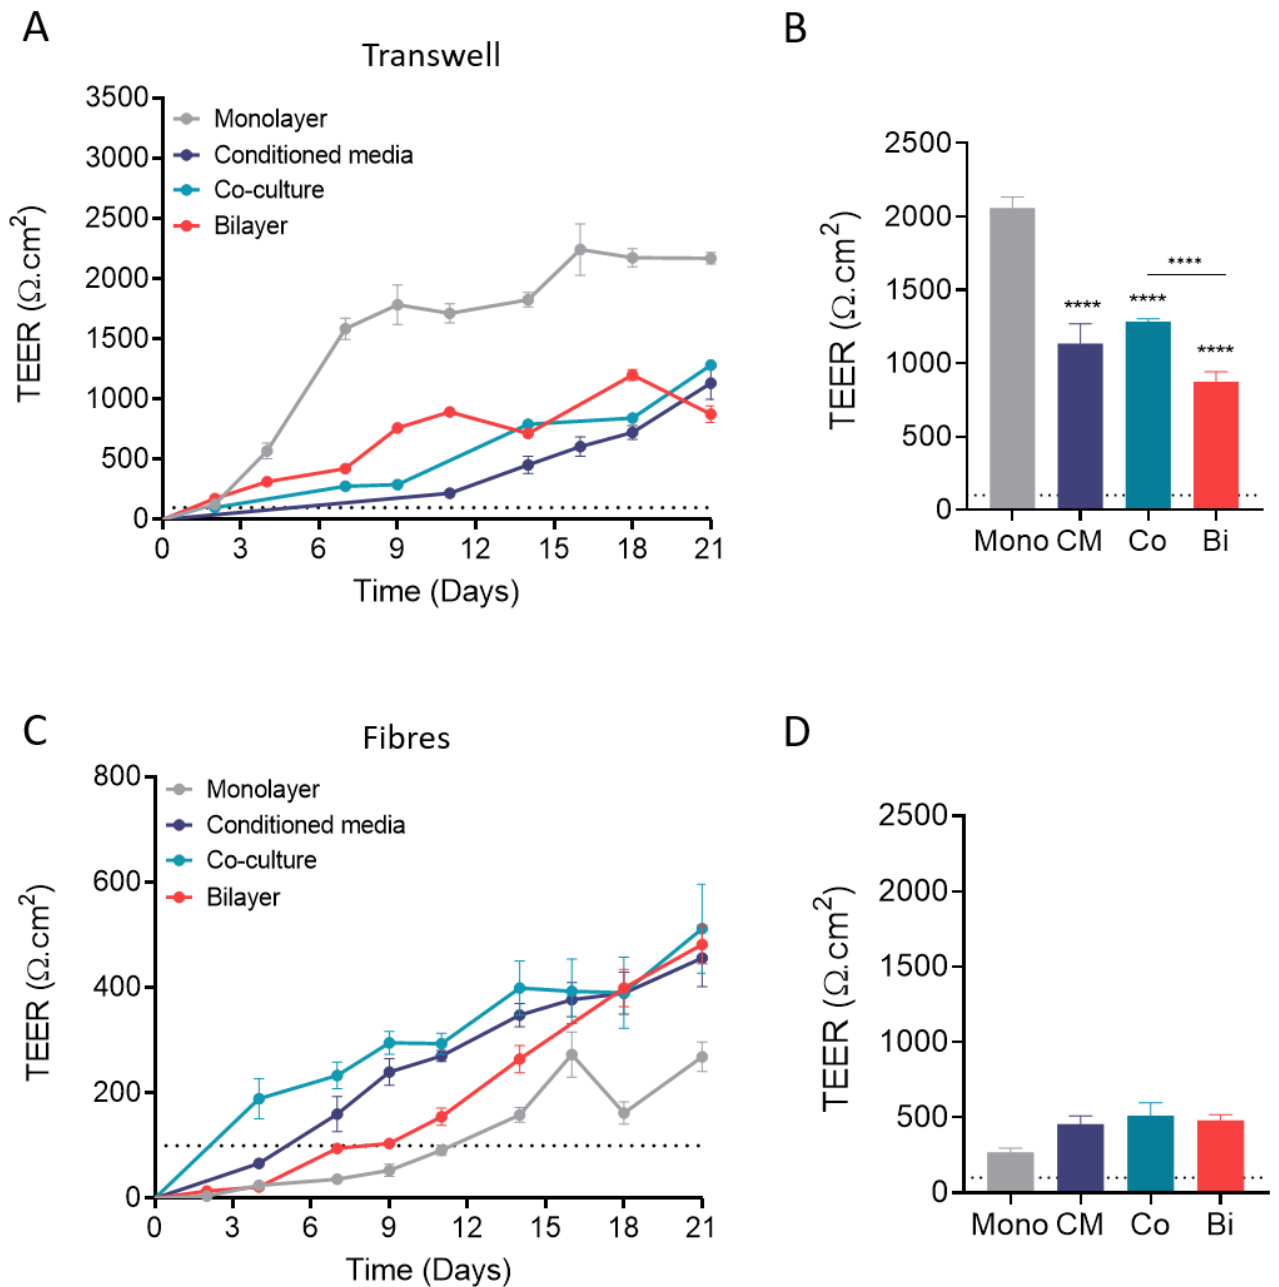 A
Transwell
3500
3000
2500
2000
1500
1000
500
0
TEER (Ω.cm²)
Monolayer
Conditioned media
Co-culture
Bilayer
0 3 6 9 12 15 18 21
Time (Days)
B
2500
2000
1500
1000
500
0
TEER (Ω.cm²)
****
****
****
****
Mono CM Co Bi
C
Fibres
800
600
400
200
0
TEER (Ω.cm²)
Monolayer
Conditioned media
Co-culture
Bilayer
0 3 6 9 12 15 18 21
Time (Days)
D
2500
2000
1500
1000
500
0
TEER (Ω.cm²)
Mono CM Co Bi